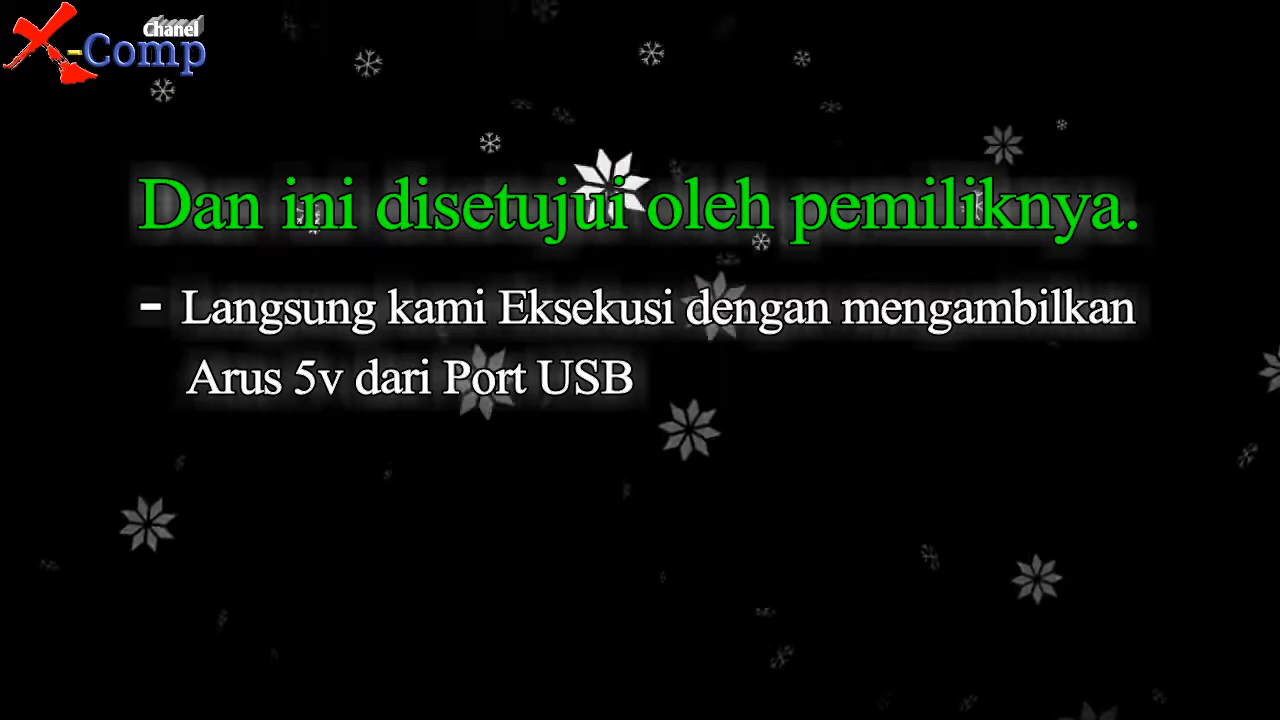 Chanel
X-Comp
Dan ini disetujui oleh pemiliknya.
- Langsung kami Eksekusi dengan mengambilkan
Arus 5v dari Port USB